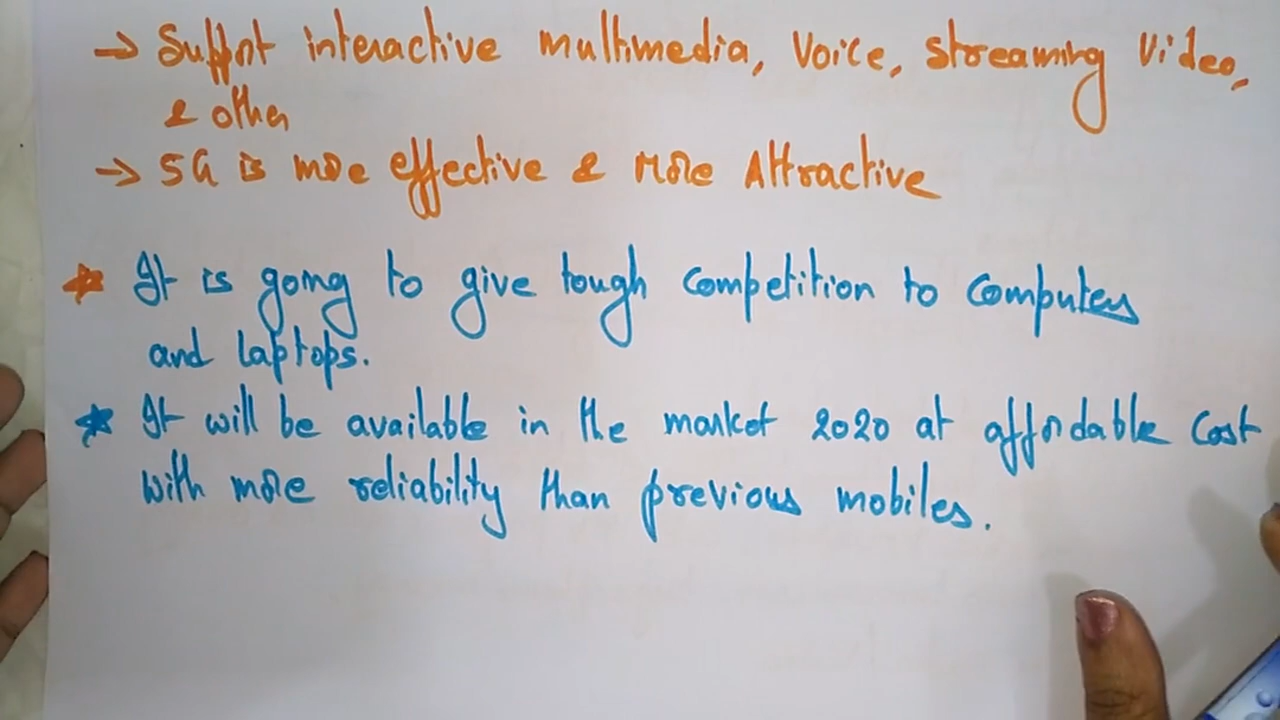 → Support interactive multimedia, Voice, streaming Video,
& other
→ 5G is more effective & More Attractive
★ It is going to give tough competition to computers
and laptops.
★ It will be available in the market 2020 at affordable cost
with more reliability than previous mobiles.